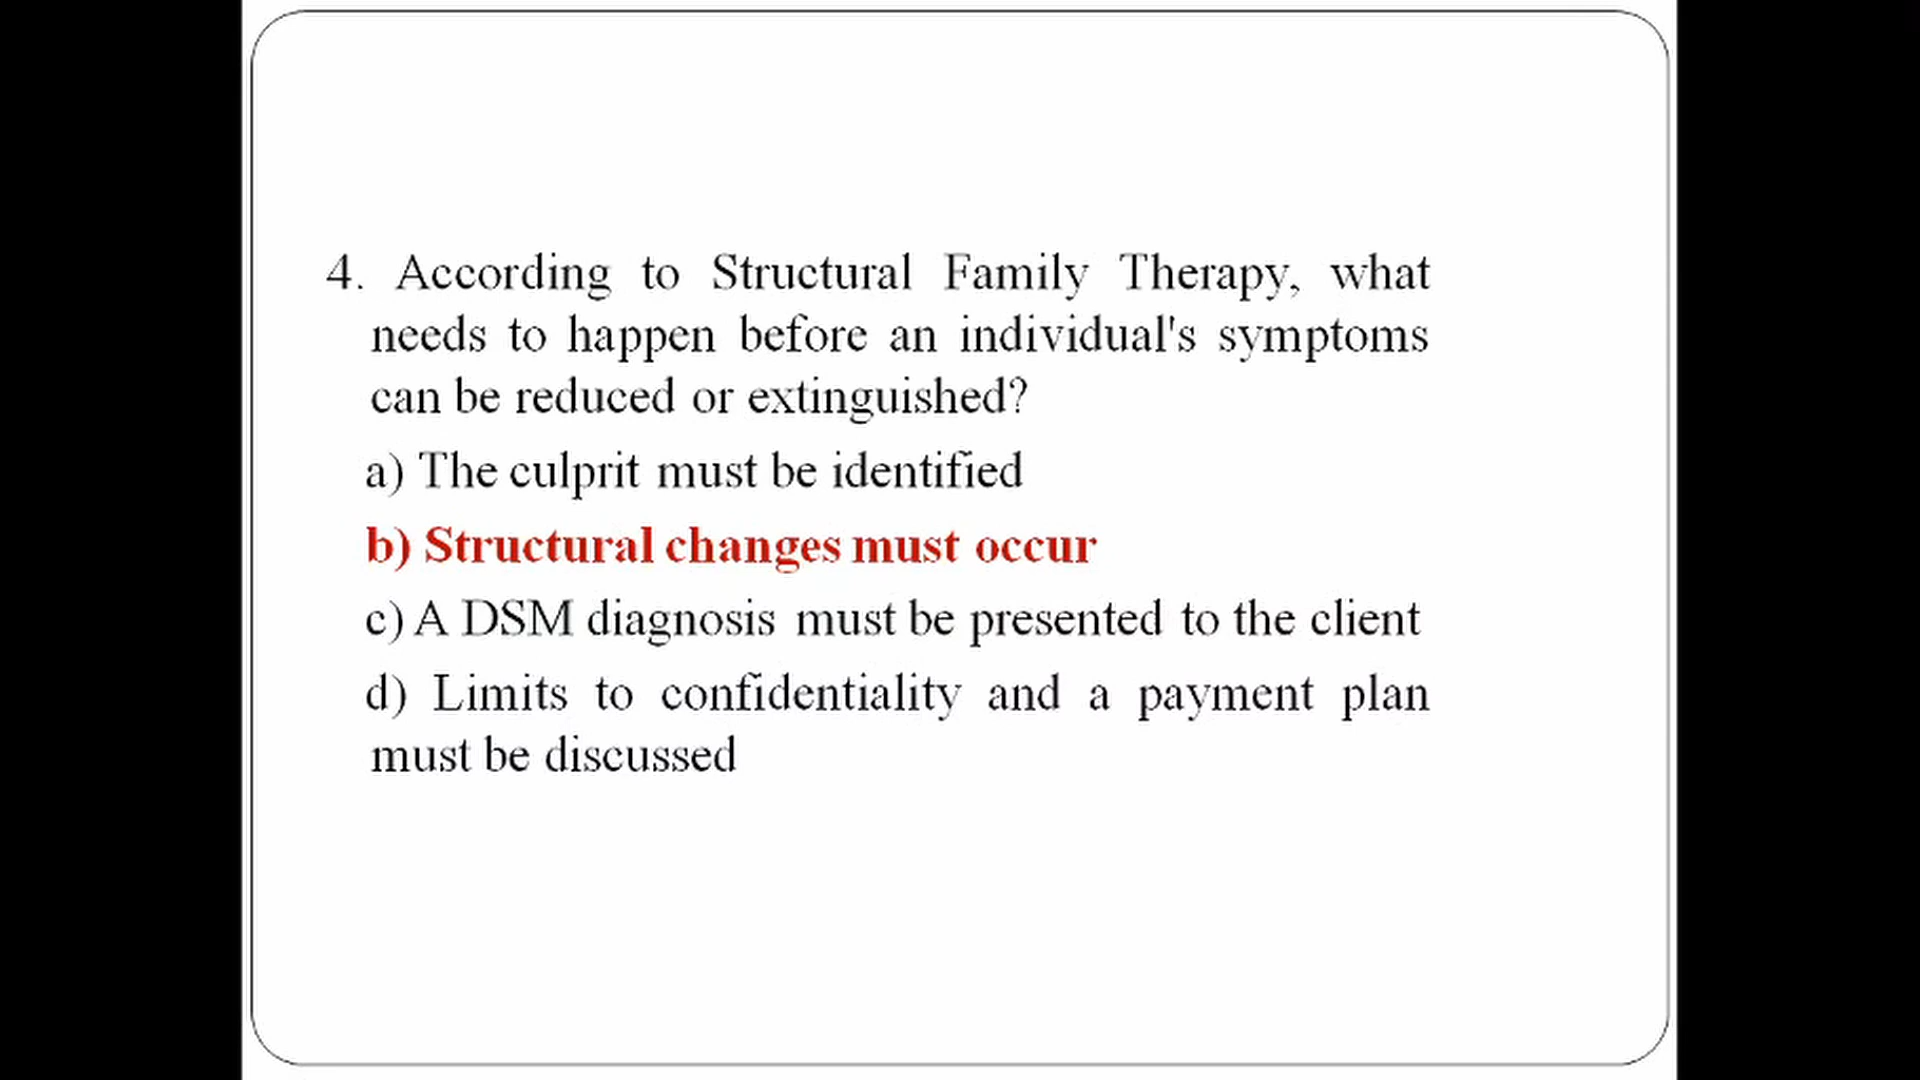 4. According to Structural Family Therapy, what
needs to happen before an individual's symptoms
can be reduced or extinguished?
a) The culprit must be identified
b) Structural changes must occur
c) A DSM diagnosis must be presented to the client
d) Limits to confidentiality and a payment plan
must be discussed